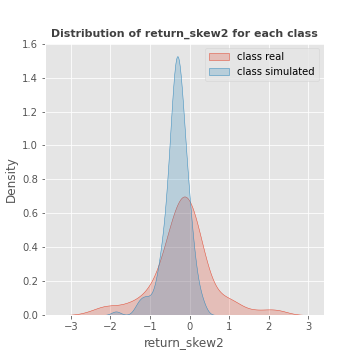 Distribution of return_skew2 for each class
class real
class simulated
1.6
1.4
1.2
1.0
0.8
0.6
0.4
0.2
0.0
Density
−3 −2 −1 0 1 2 3
return_skew2